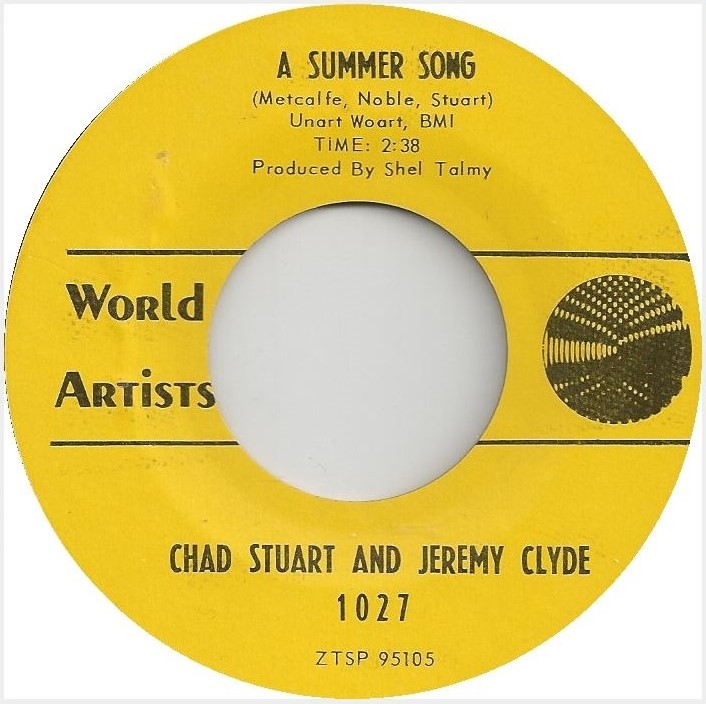 A SUMMER SONG
(Metcalfe, Noble, Stuart)
Unart Woart, BMI
TIME: 2:38
Produced By Shel Talmy
WORLD
ARTISTS
CHAD STUART AND JEREMY CLYDE
1027
ZTSP 95105